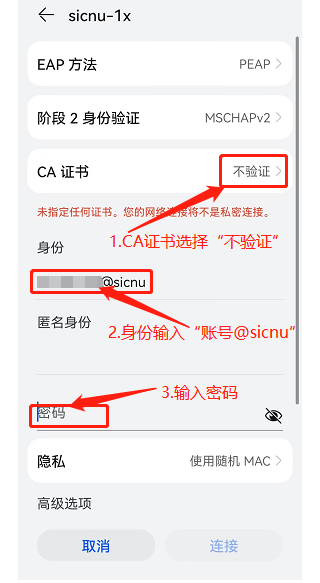 sicnu-1x
EAP 方法 PEAP
阶段 2 身份验证 MSCHAPv2
CA 证书 不验证
未指定任何证书。您的网络连接将不是私密连接。
1.CA证书选择“不验证”
身份
@sicnu
匿名身份
2.身份输入“账号@sicnu”
3.输入密码
密码
隐私 使用随机 MAC
高级选项
取消 连接